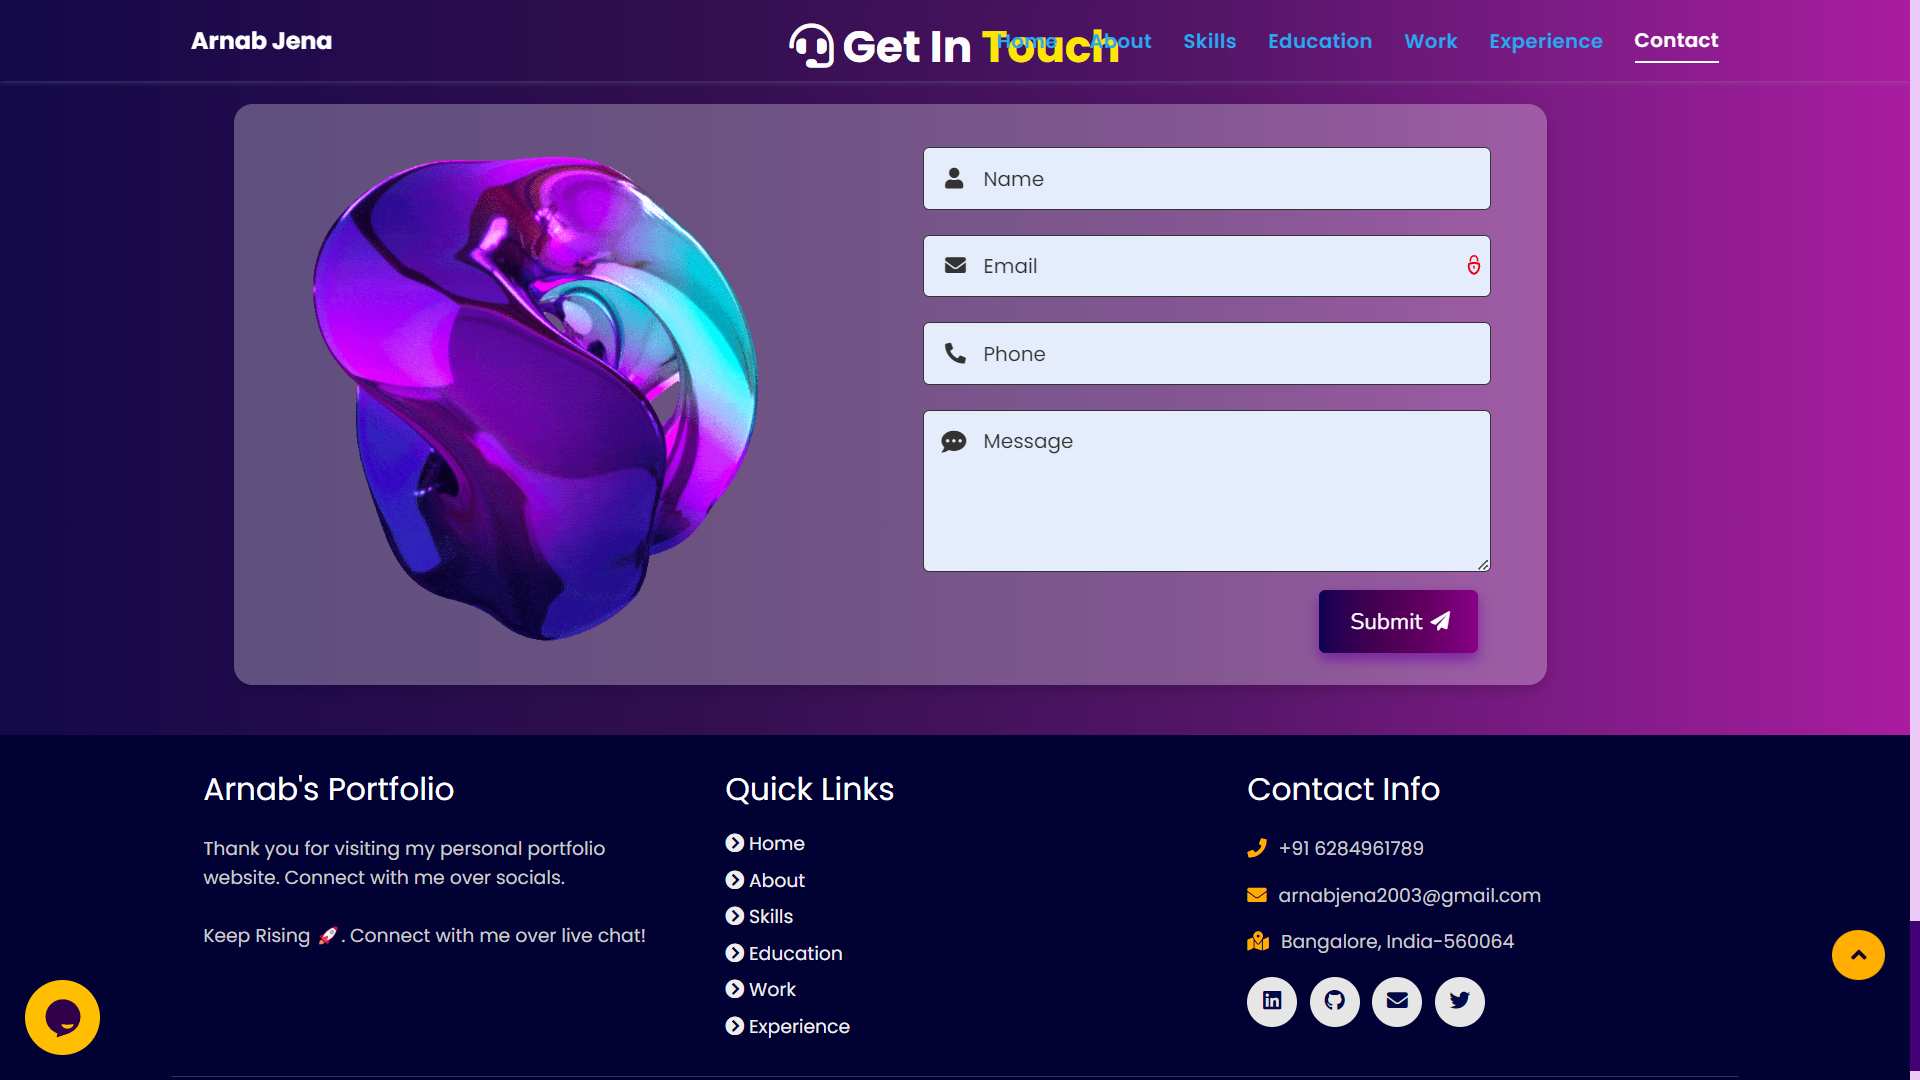 Arnab Jena
Get In Touch
Home About Skills Education Work Experience Contact
Name
Email
Phone
Message
Submit
Arnab's Portfolio
Thank you for visiting my personal portfolio
website. Connect with me over socials.
Keep Rising 🚀. Connect with me over live chat!
Quick Links
Home
About
Skills
Education
Work
Experience
Contact Info
+91 6284961789
arnabjena2003@gmail.com
Bangalore, India-560064